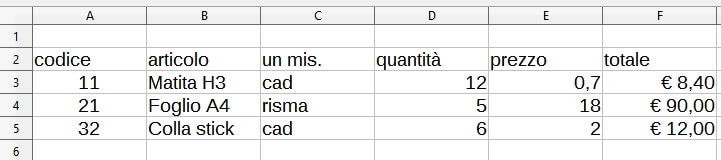 A B C D E F
1
2 codice articolo un mis. quantità prezzo totale
3 11 Matita H3 cad 12 0,7 € 8,40
4 21 Foglio A4 risma 5 18 € 90,00
5 32 Colla stick cad 6 2 € 12,00
6